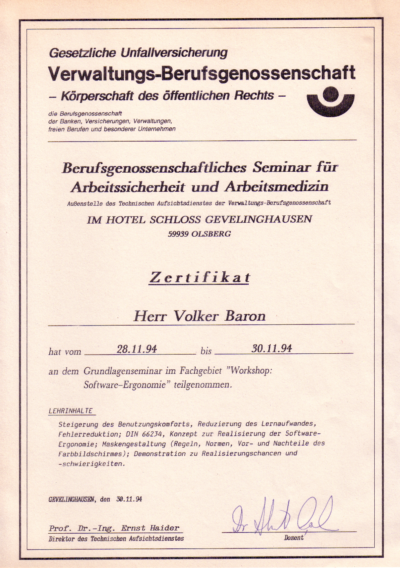 Gesetzliche Unfallversicherung
Verwaltungs-Berufsgenossenschaft
– Körperschaft des öffentlichen Rechts –
die Berufsgenossenschaft
der Banken, Versicherungen, Verwaltungen,
freien Berufen und besonderer Unternehmen
Berufsgenossenschaftliches Seminar für
Arbeitssicherheit und Arbeitsmedizin
Außenstelle des Technischen Aufsichtsdienstes der Verwaltungs-Berufsgenossenschaft
IM HOTEL SCHLOSS GEVELINGHAUSEN
59939 OLSBERG
Zertifikat
Herr Volker Baron
hat vom 28.11.94 bis 30.11.94
an dem Grundlagenseminar im Fachgebiet "Workshop:
Software-Ergonomie" teilgenommen.
LEHRINHALTE
Steigerung des Benutzungskomforts, Reduzierung des Lernaufwandes,
Fehlerreduktion; DIN 66234, Konzept zur Realisierung der Software-
Ergonomie; Maskengestaltung (Regeln, Normen, Vor- und Nachteile des
Farbbildschirmes); Demonstration zu Realisierungschancen und
-schwierigkeiten.
GEVELINGHAUSEN, den 30.11.94
Prof. Dr.-Ing. Ernst Haider
Direktor des Technischen Aufsichtsdienstes
Dr
Dozent